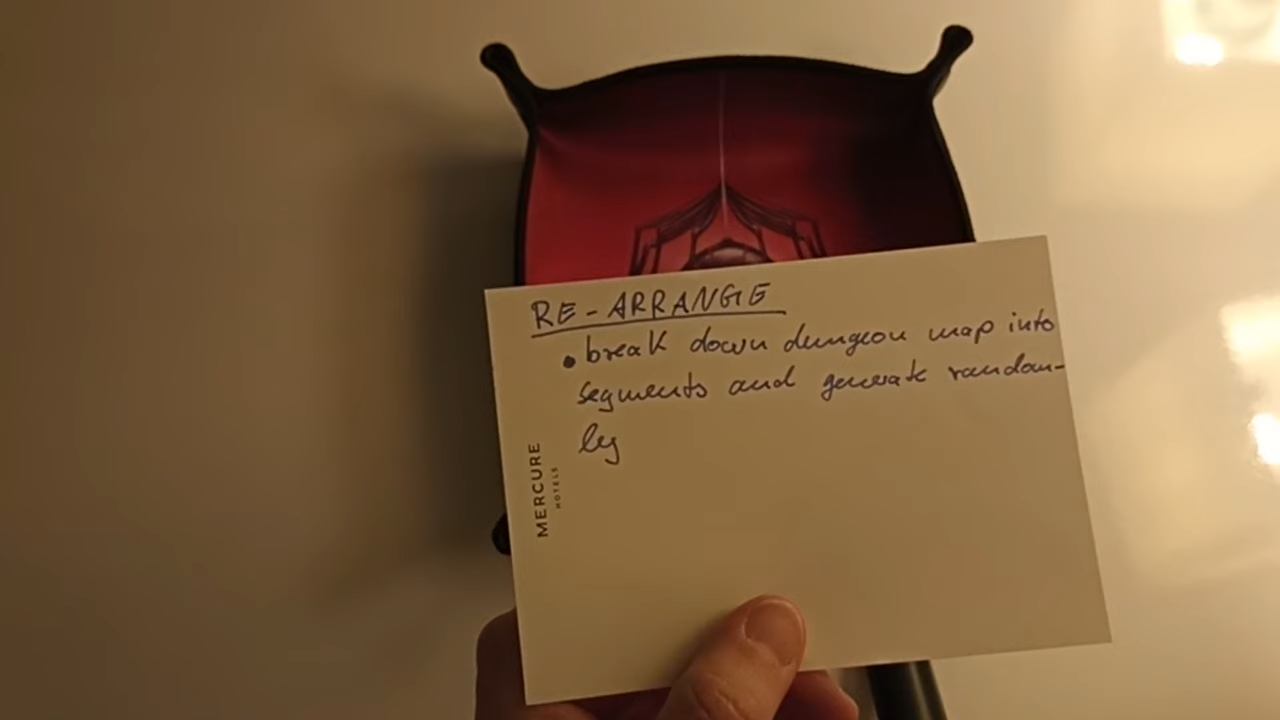 RE-ARRANGE
• break down dungeon map into
segments and generate random-
ly
MERCURE
HOTELS